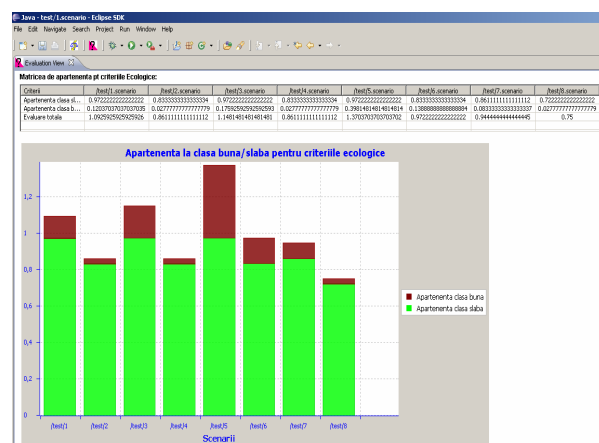 Java - test/1.scenario - Eclipse SDK
File Edit Navigate Search Project Run Window Help
Evaluation View
Matricea de apartenenta pt criteriile Ecologice:
Criterii /test/1.scenario /test/2.scenario /test/3.scenario /test/4.scenario /test/5.scenario /test/6.scenario /test/7.scenario /test/8.scenario
Apartenenta clasa sl... 0.9722222222222222 0.8333333333333334 0.9722222222222222 0.8333333333333334 0.9722222222222222 0.8333333333333334 0.8611111111111112 0.7222222222222222
Apartenenta clasa b... 0.12037037037037035 0.027777777777777779 0.1759259259259259 0.027777777777777779 0.3981481481481481 0.1388888888888889 0.0833333333333337 0.027777777777777779
Evaluare totala 1.0925925925925926 0.8611111111111112 1.1481481481481481 0.8611111111111112 1.3703703703703702 0.9722222222222222 0.9444444444444445 0.75
Apartenenta la clasa buna/slaba pentru criteriile ecologice
1,2
1
0,8
0,6
0,4
0,2
0
Apartenenta clasa buna
Apartenenta clasa slaba
/test/1 /test/2 /test/3 /test/4 /test/5 /test/6 /test/7 /test/8
Scenarii